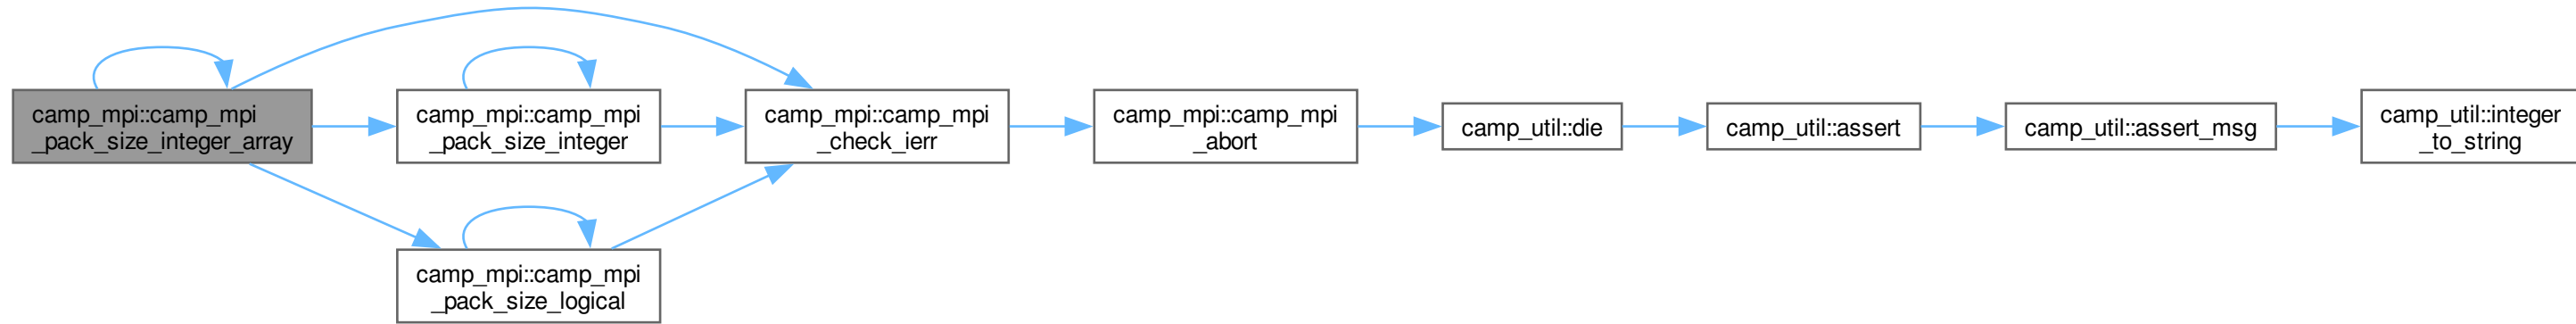 camp_mpi::camp_mpi
_pack_size_integer_array
camp_mpi::camp_mpi
_pack_size_integer
camp_mpi::camp_mpi
_pack_size_logical
camp_mpi::camp_mpi
_check_ierr
camp_mpi::camp_mpi
_abort
camp_util::die
camp_util::assert
camp_util::assert_msg
camp_util::integer
_to_string